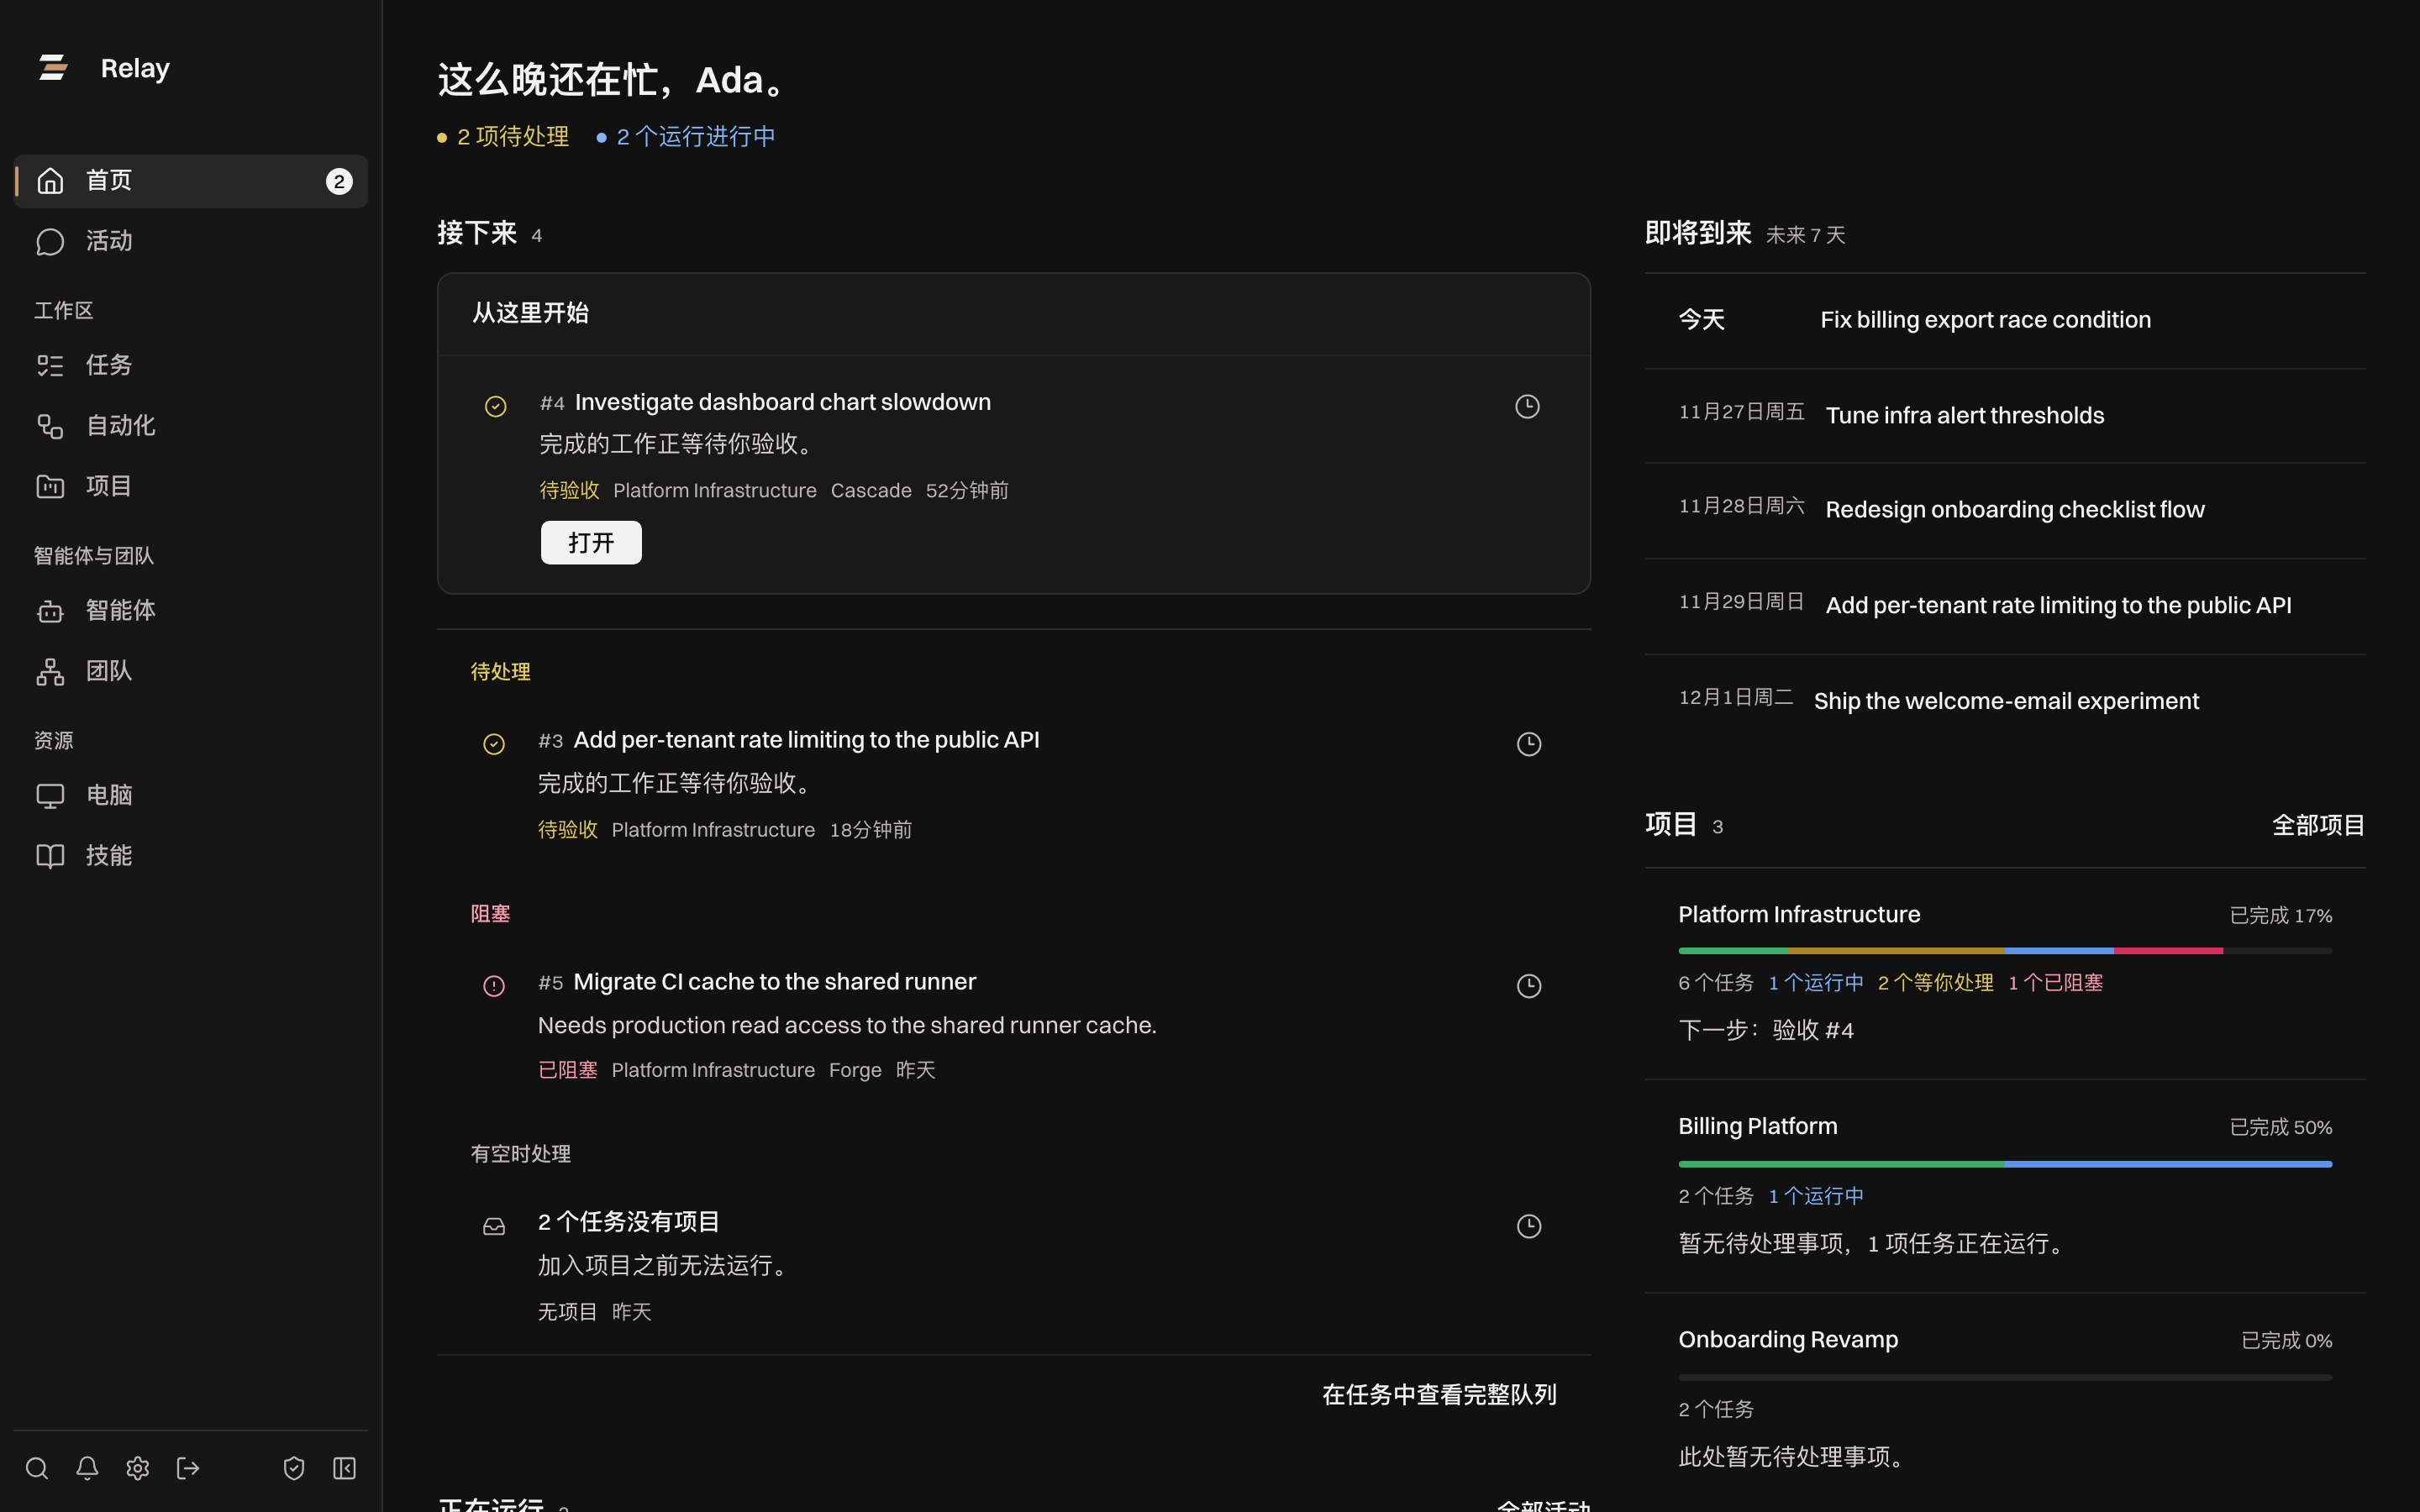 Relay
首页 2
活动
工作区
任务
自动化
项目
智能体与团队
智能体
团队
资源
电脑
技能
这么晚还在忙，Ada。
2 项待处理 2 个运行进行中
接下来 4
从这里开始
#4 Investigate dashboard chart slowdown
完成的工作正等待你验收。
待验收 Platform Infrastructure Cascade 52分钟前
打开
待处理
#3 Add per-tenant rate limiting to the public API
完成的工作正等待你验收。
待验收 Platform Infrastructure 18分钟前
阻塞
#5 Migrate CI cache to the shared runner
Needs production read access to the shared runner cache.
已阻塞 Platform Infrastructure Forge 昨天
有空时处理
2 个任务没有项目
加入项目之前无法运行。
无项目 昨天
在任务中查看完整队列
正在运行
全部活动
即将到来 未来 7 天
今天 Fix billing export race condition
11月27日周五 Tune infra alert thresholds
11月28日周六 Redesign onboarding checklist flow
11月29日周日 Add per-tenant rate limiting to the public API
12月1日周二 Ship the welcome-email experiment
项目 3 全部项目
Platform Infrastructure 已完成 17%
6 个任务 1 个运行中 2 个等你处理 1 个已阻塞
下一步：验收 #4
Billing Platform 已完成 50%
2 个任务 1 个运行中
暂无待处理事项，1 项任务正在运行。
Onboarding Revamp 已完成 0%
2 个任务
此处暂无待处理事项。